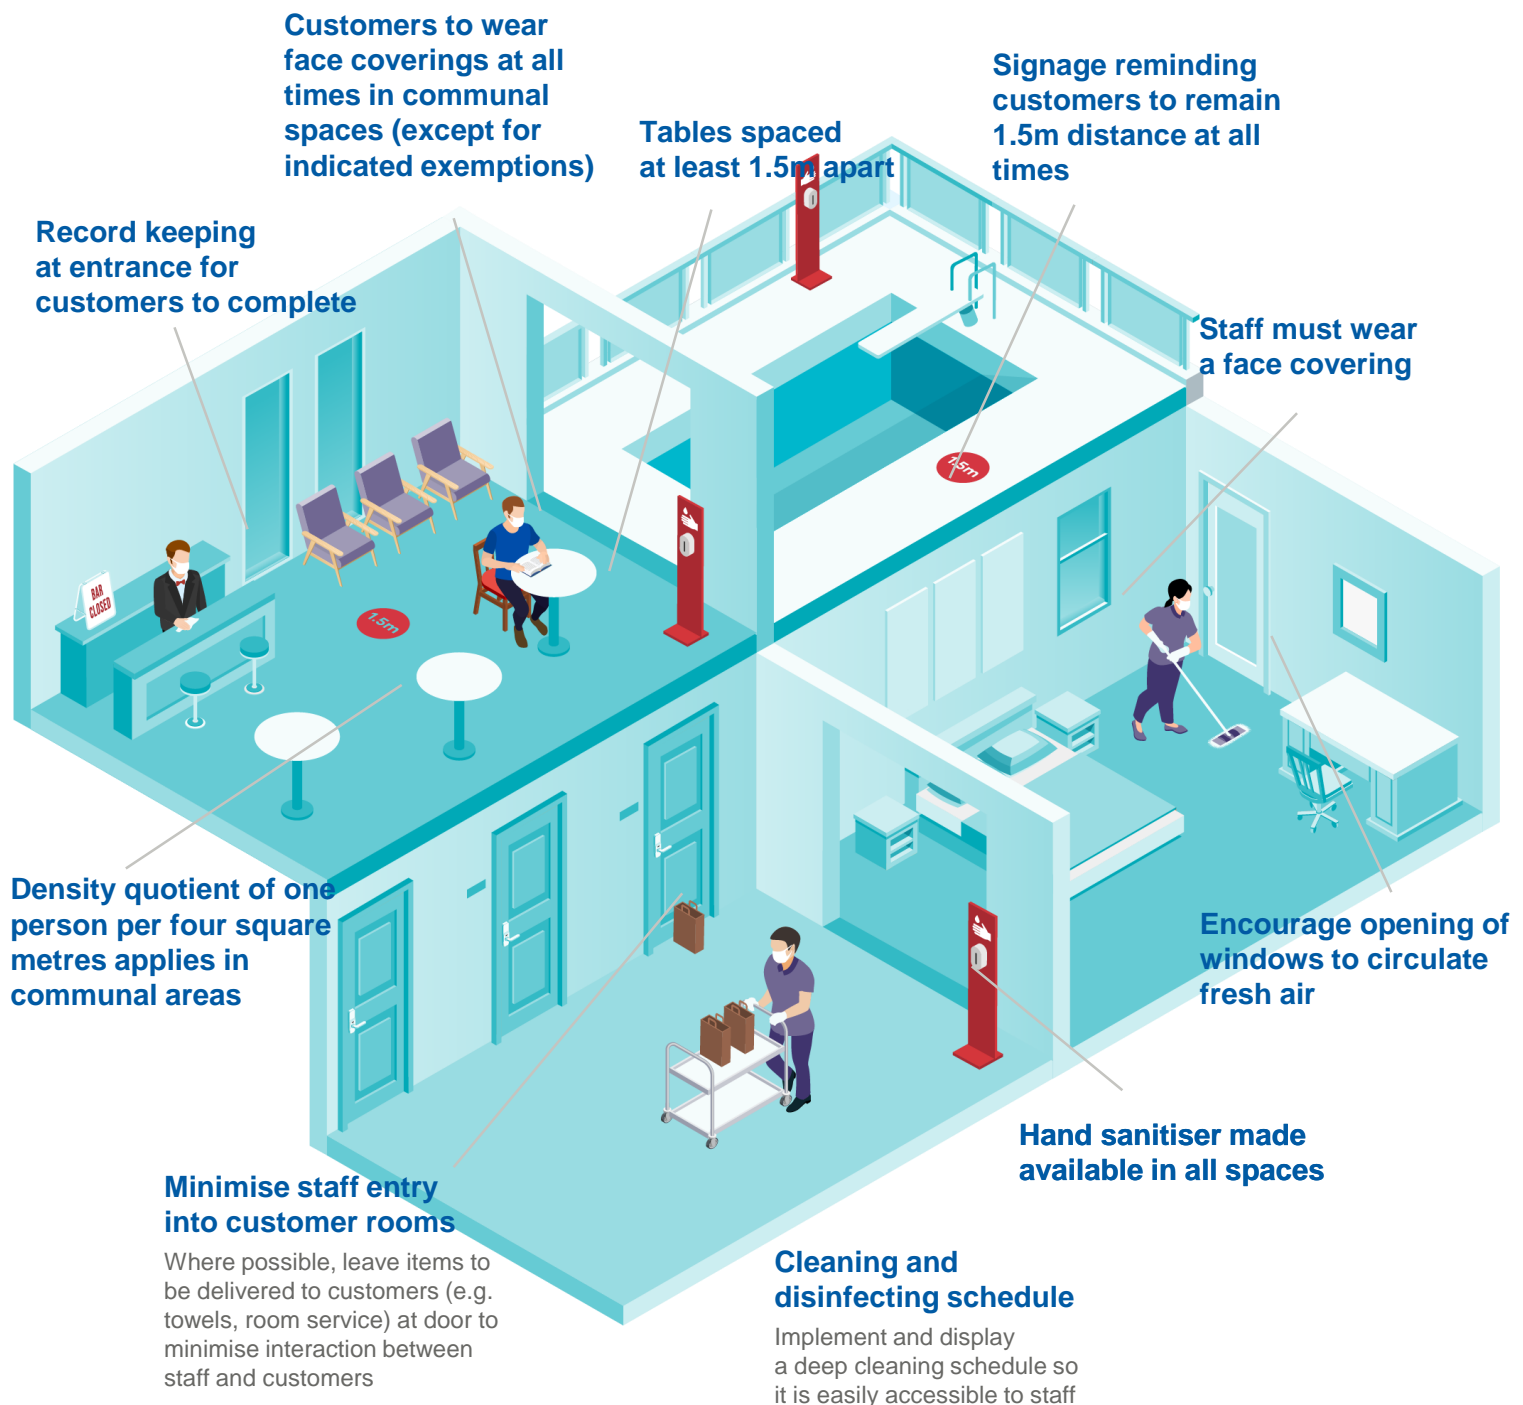 Customers to wear
face coverings at all
times in communal
spaces (except for
indicated exemptions)
Tables spaced
at least 1.5m apart
Signage reminding
customers to remain
1.5m distance at all
times
Record keeping
at entrance for
customers to complete
Staff must wear
a face covering
1.5m
BAR
CLOSED
1.5m
Density quotient of one
person per four square
metres applies in
communal areas
Encourage opening of
windows to circulate
fresh air
Hand sanitiser made
available in all spaces
Minimise staff entry
into customer rooms
Where possible, leave items to
be delivered to customers (e.g.
towels, room service) at door to
minimise interaction between
staff and customers
Cleaning and
disinfecting schedule
Implement and display
a deep cleaning schedule so
it is easily accessible to staff